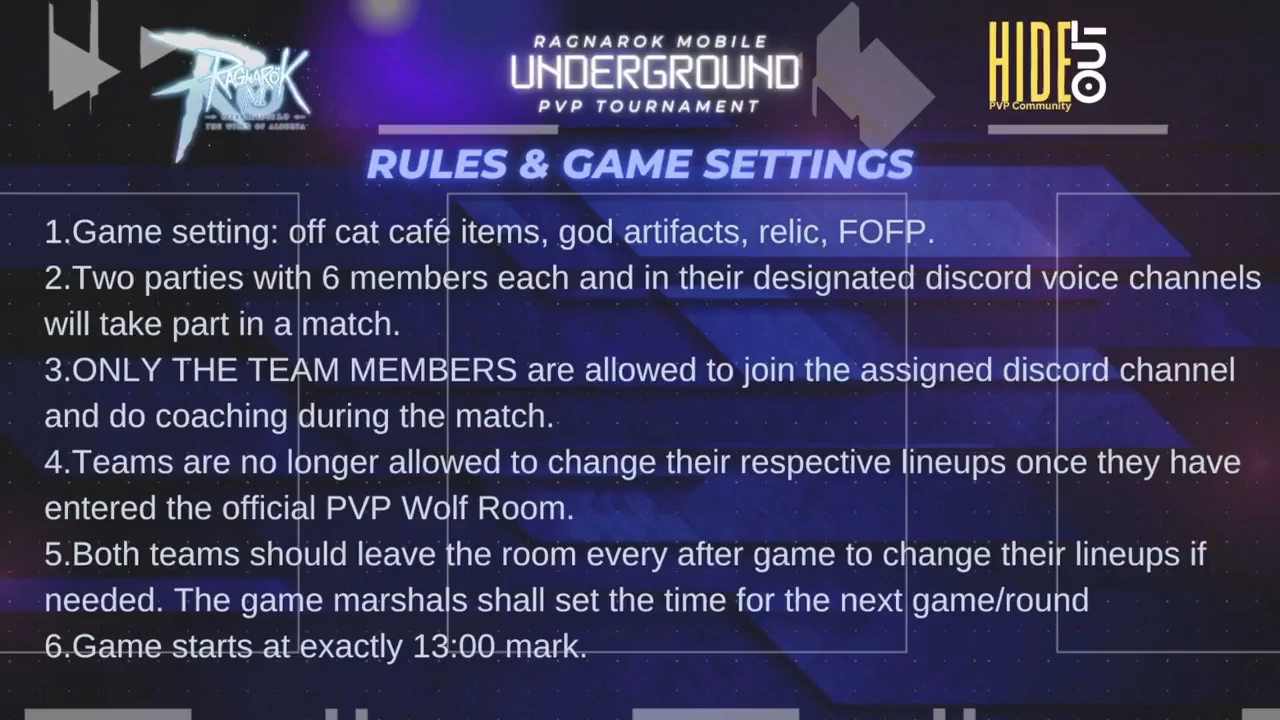 RAGNAROK MOBILE
UNDERGROUND
PVP TOURNAMENT
RAGNARÖK
HIDEOUT
PVP Community
RULES & GAME SETTINGS
1.Game setting: off cat café items, god artifacts, relic, FOFP.
2.Two parties with 6 members each and in their designated discord voice channels
will take part in a match.
3.ONLY THE TEAM MEMBERS are allowed to join the assigned discord channel
and do coaching during the match.
4.Teams are no longer allowed to change their respective lineups once they have
entered the official PVP Wolf Room.
5.Both teams should leave the room every after game to change their lineups if
needed. The game marshals shall set the time for the next game/round
6.Game starts at exactly 13:00 mark.